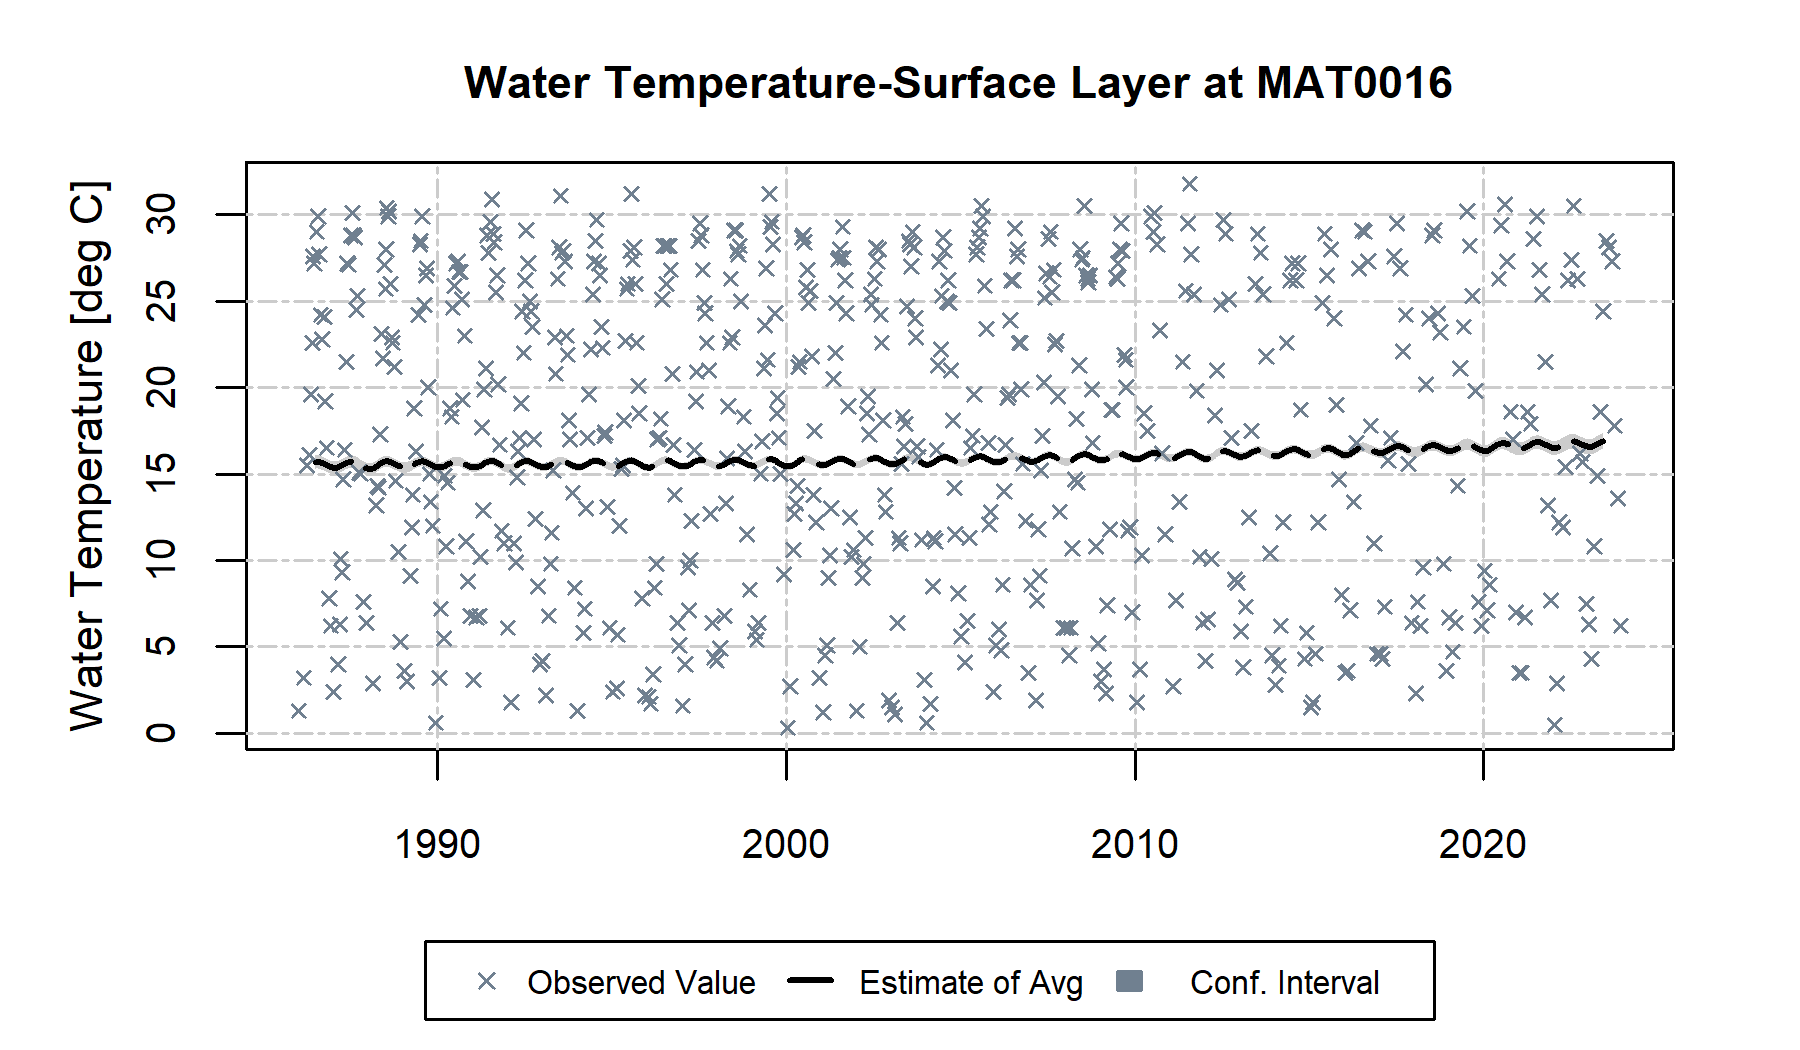 Water Temperature-Surface Layer at MAT0016
Water Temperature [deg C]
30
25
20
15
10
5
0
1990 2000 2010 2020
Observed Value Estimate of Avg Conf. Interval